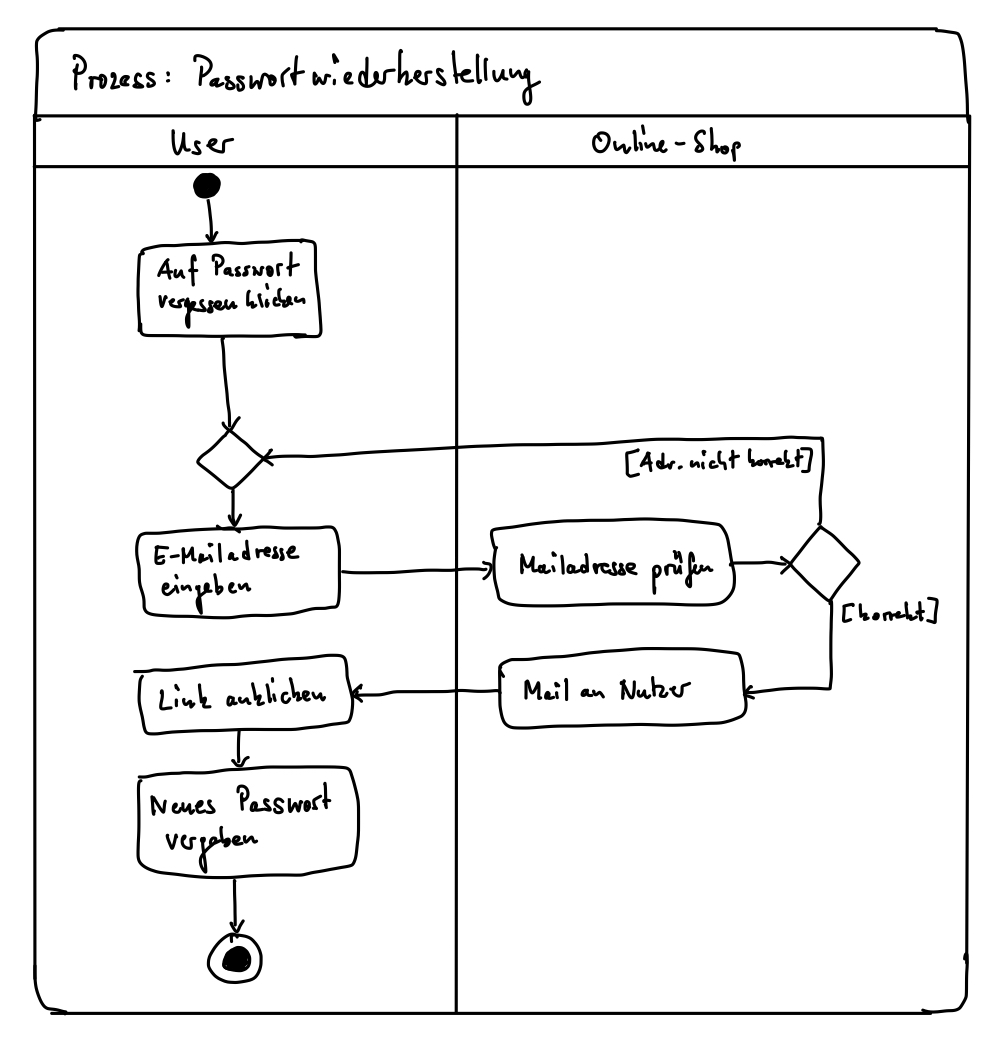 Prozess: Passwortwiederherstellung
User
Online-Shop
Auf Passwort
vergessen klicken
[Adr. nicht korrekt]
E-Mailadresse
eingeben
Mailadresse prüfen
[korrekt]
Link anklicken
Mail an Nutzer
Neues Passwort
vergeben